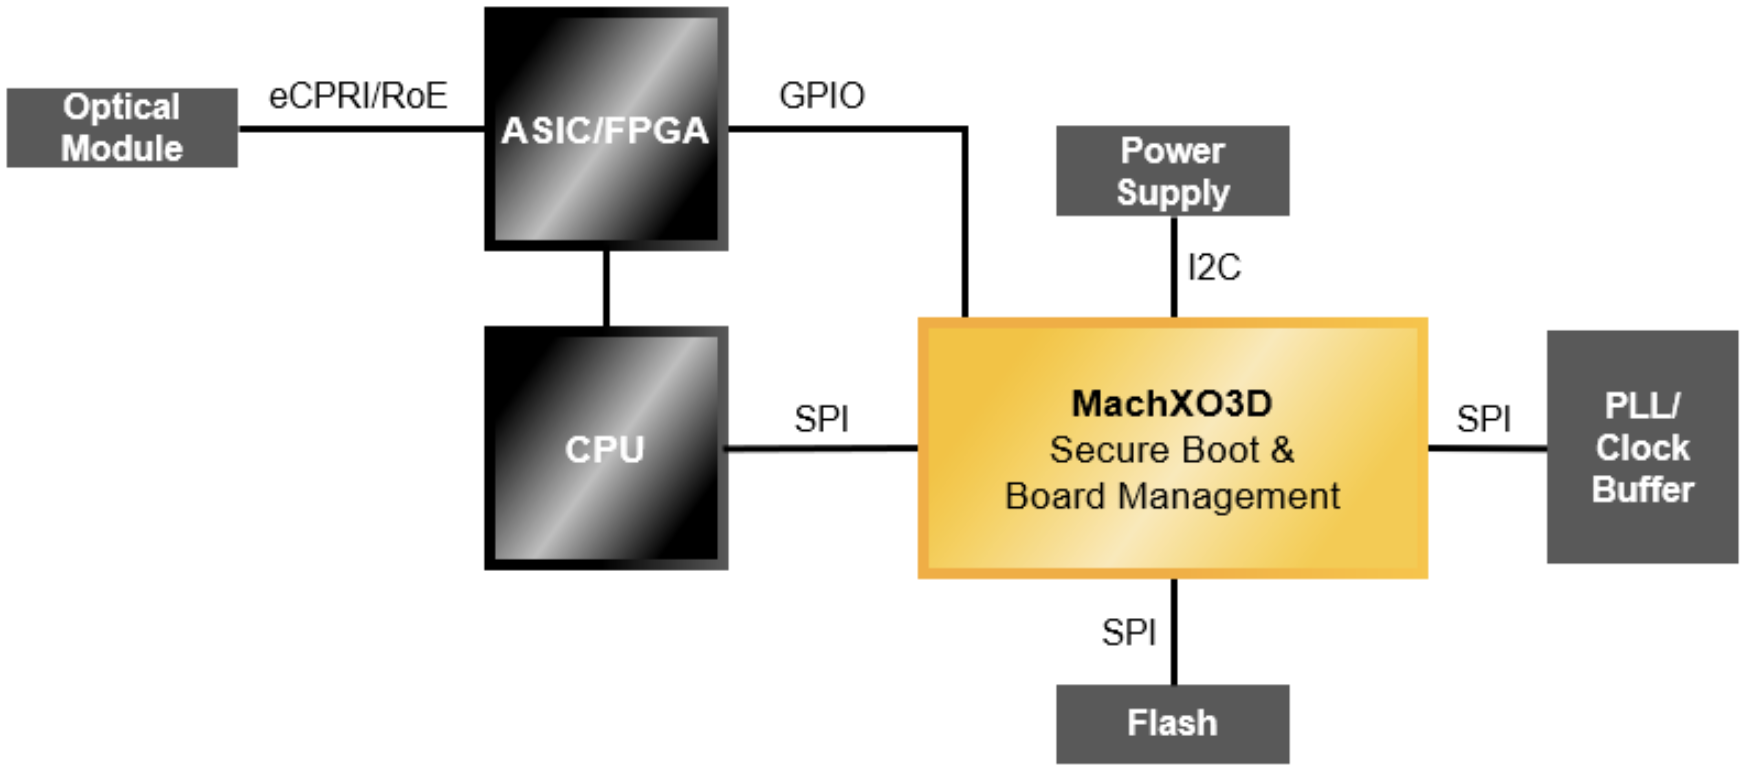 Optical
Module
eCPRI/RoE
ASIC/FPGA
GPIO
Power
Supply
I2C
CPU
SPI
MachXO3D
Secure Boot &
Board Management
SPI
PLL/
Clock
Buffer
SPI
Flash